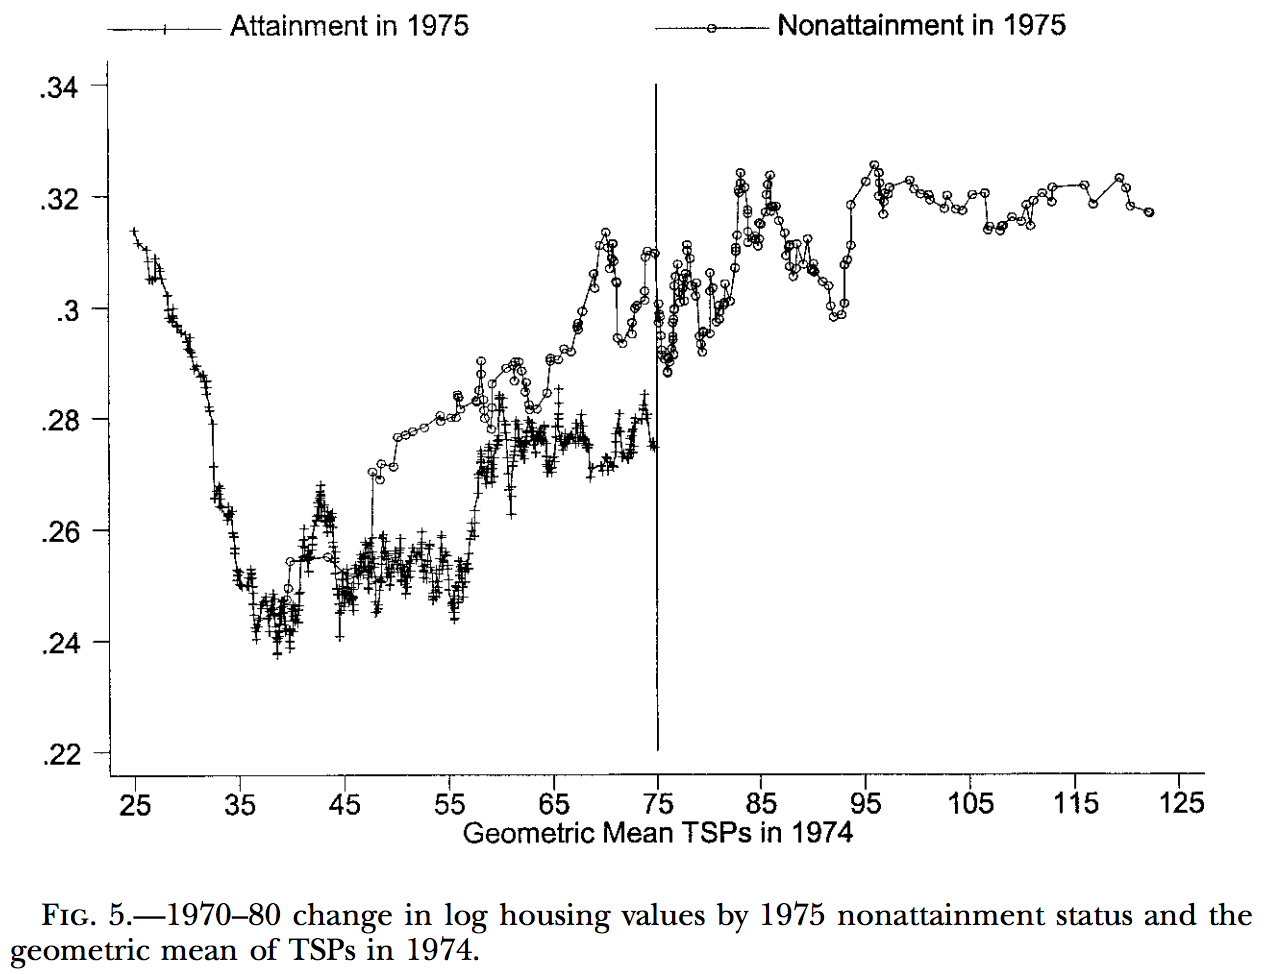 Attainment in 1975
Nonattainment in 1975
.34
.32
.3
.28
.26
.24
.22
25 35 45 55 65 75 85 95 105 115 125
Geometric Mean TSPs in 1974
FIG. 5.—1970–80 change in log housing values by 1975 nonattainment status and the
geometric mean of TSPs in 1974.